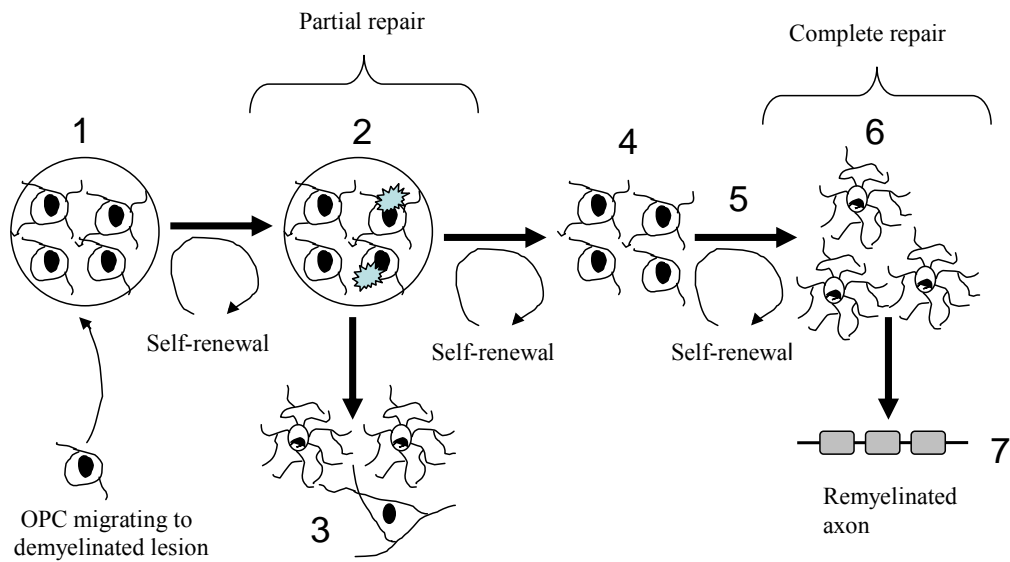 Partial repair
Complete repair
1
2
4
5
6
Self-renewal
Self-renewal
Self-renewal
OPC migrating to
demyelinated lesion
3
7
Remyelinated
axon